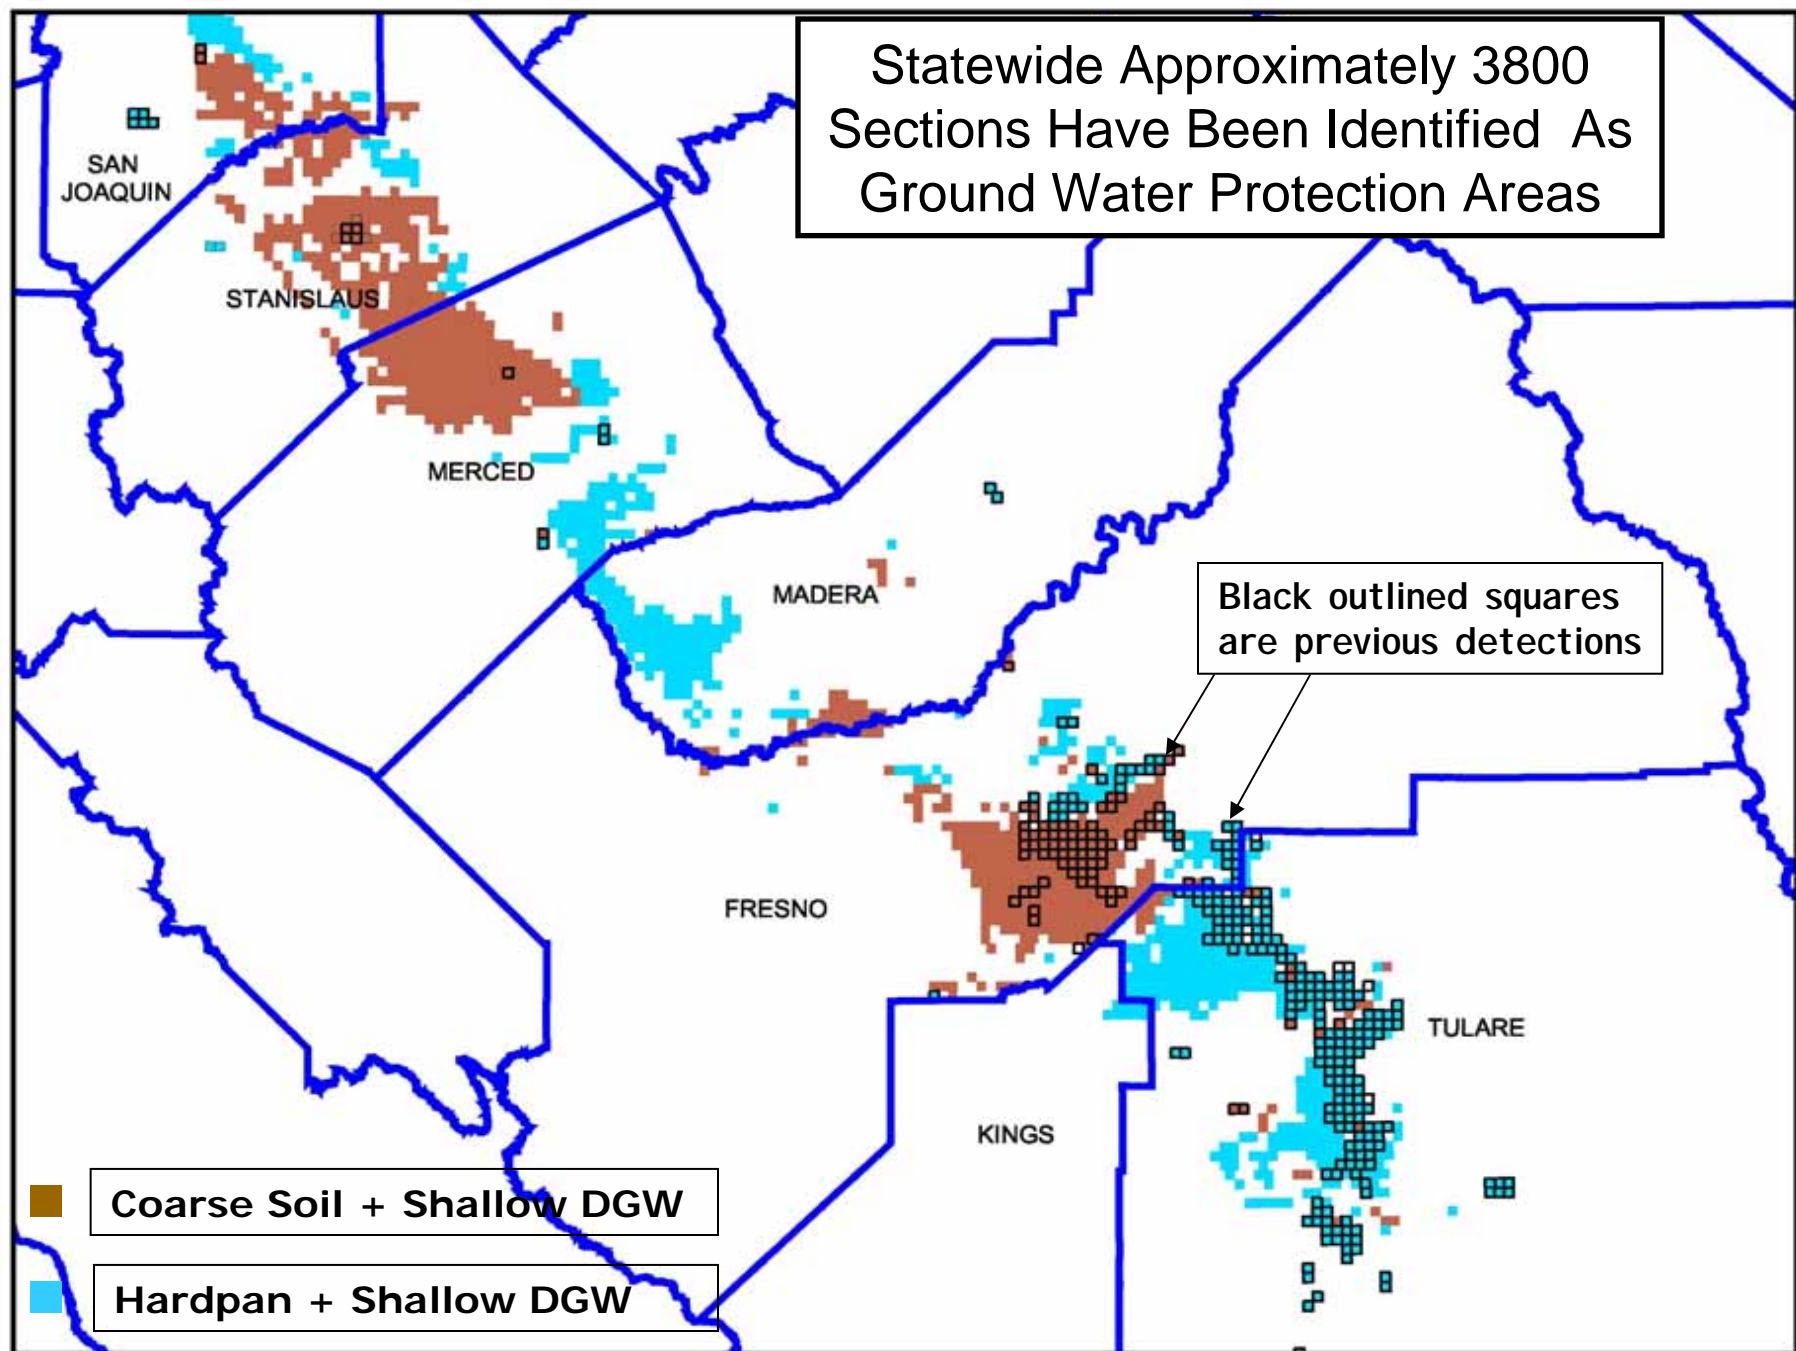 Statewide Approximately 3800
Sections Have Been Identified As
Ground Water Protection Areas
SAN
JOAQUIN
STANISLAUS
MERCED
MADERA
Black outlined squares
are previous detections
FRESNO
TULARE
KINGS
Coarse Soil + Shallow DGW
Hardpan + Shallow DGW